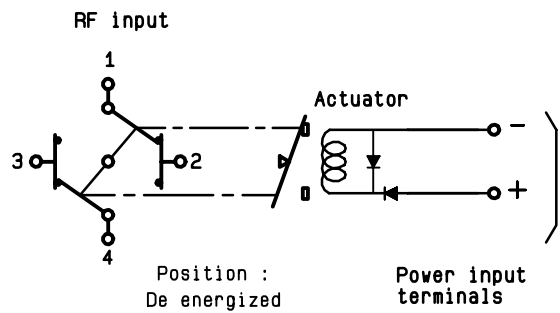 RF input
1
Actuator
-
3
2
+
4
Position :
De energized
Power input
terminals